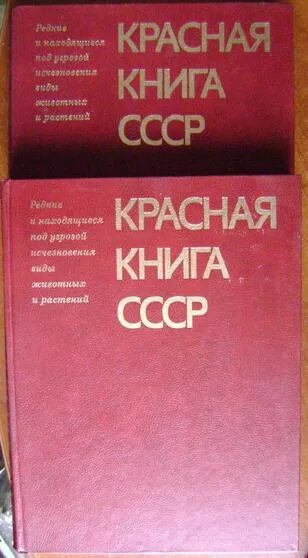 Редкие
и находящиеся
под угрозой
исчезновения
виды
животных
и растений
КРАСНАЯ
КНИГА
СССР
Редкие
и находящиеся
под угрозой
исчезновения
виды
животных
и растений
КРАСНАЯ
КНИГА
СССР